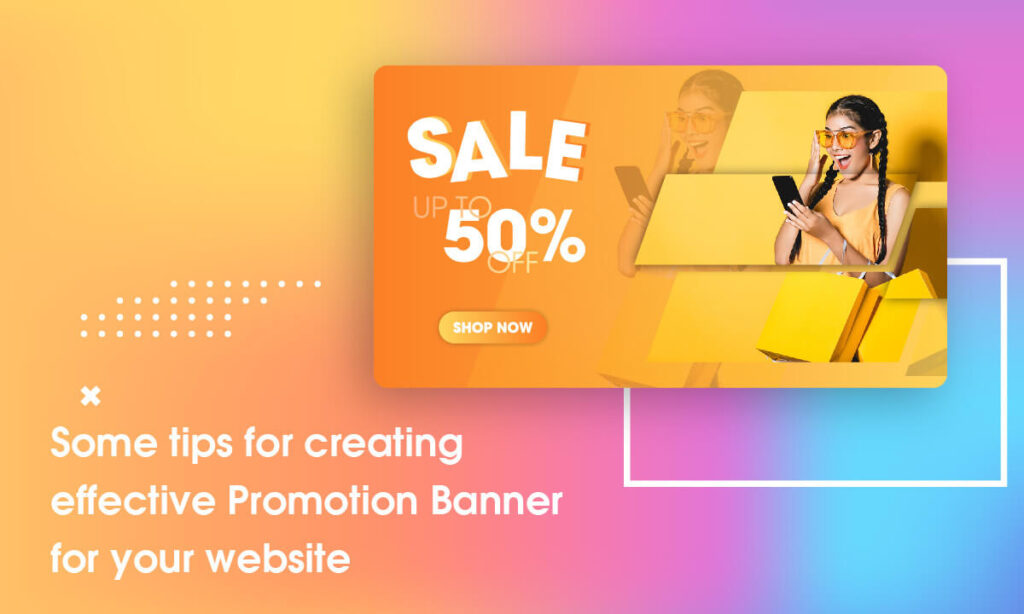 SALE
UP TO
50%
OFF
SHOP NOW
Some tips for creating
effective Promotion Banner
for your website